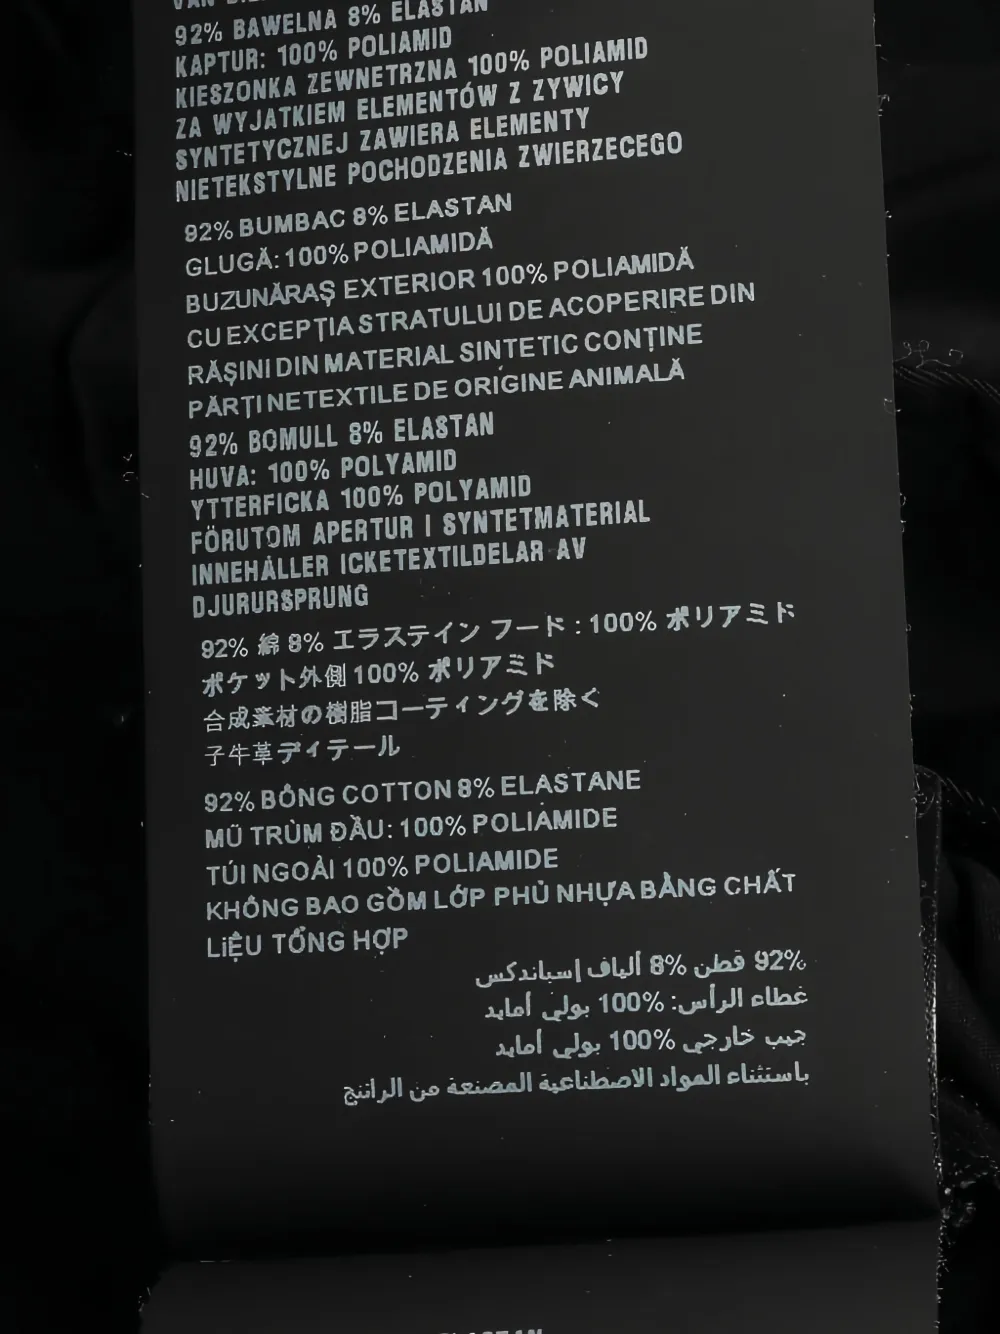 VAN
92% BAWELNA 8% ELASTAN
KAPTUR: 100% POLIAMID
KIESZONKA ZEWNETRZNA 100% POLIAMID
ZA WYJATKIEM ELEMENTÓW Z ZYWICY
SYNTETYCZNEJ ZAWIERA ELEMENTY
NIETEKSTYLNE POCHODZENIA ZWIERZECEGO
92% BUMBAC 8% ELASTAN
GLUGĂ: 100% POLIAMIDĂ
BUZUNĂRAȘ EXTERIOR 100% POLIAMIDĂ
CU EXCEPȚIA STRATULUI DE ACOPERIRE DIN
RĂȘINI DIN MATERIAL SINTETIC CONȚINE
PĂRȚI NETEXTILE DE ORIGINE ANIMALĂ
92% BOMULL 8% ELASTAN
HUVA: 100% POLYAMID
YTTERFICKA 100% POLYAMID
FÖRUTOM APERTUR I SYNTETMATERIAL
INNEHÅLLER ICKETEXTILDELAR AV
DJURURSPRUNG
92% 綿 8% エラステイン フード : 100% ポリアミド
ポケット外側 100% ポリアミド
合成素材の樹脂コーティングを除く
子牛革ディテール
92% BÔNG COTTON 8% ELASTANE
MŨ TRÙM ĐẦU: 100% POLIAMIDE
TÚI NGOÀI 100% POLIAMIDE
KHÔNG BAO GỒM LỚP PHỦ NHỰA BẰNG CHẤT
LIỆU TỔNG HỢP
92% قطن 8% ألياف إسباندكس
غطاء الرأس: 100% بولي أمايد
جيب خارجي 100% بولي أمايد
باستثناء المواد الاصطناعية المصنعة من الراتنج
ELASTAN